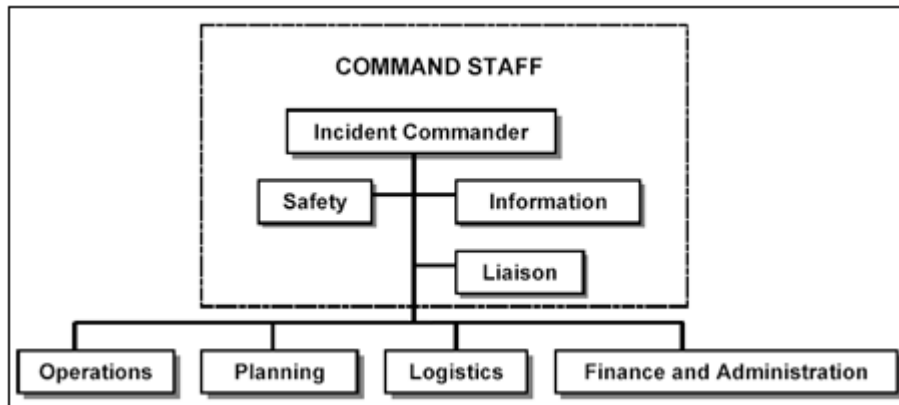 COMMAND STAFF
Incident Commander
Safety
Information
Liaison
Operations
Planning
Logistics
Finance and Administration